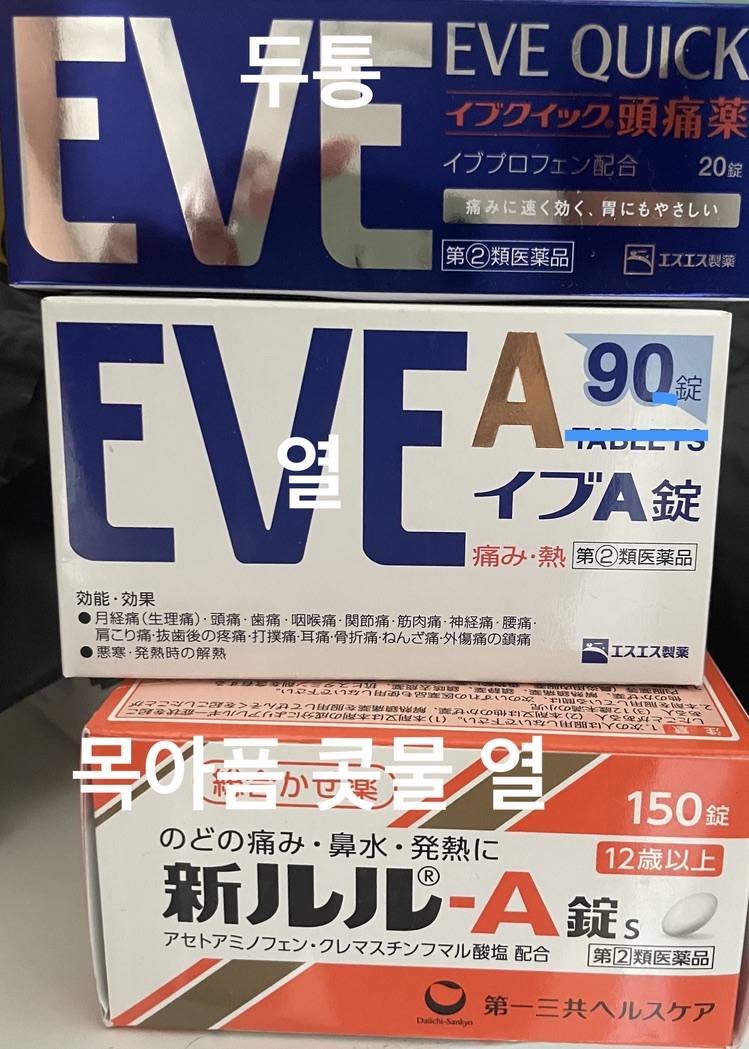 EVE
두통
EVE QUICK
イブクイック 頭痛薬
イブプロフェン配合 20錠
痛みに速く効く、胃にもやさしい
第②類医薬品 エスエス製薬
EVE A 90錠
TABLETS
열
イブA錠
痛み・熱 第②類医薬品
効能・効果
●月経痛(生理痛)・頭痛・歯痛・咽喉痛・関節痛・筋肉痛・神経痛・腰痛・
肩こり痛・抜歯後の疼痛・打撲痛・耳痛・骨折痛・ねんざ痛・外傷痛の鎮痛
●悪寒・発熱時の解熱
エスエス製薬
목아픔 콧물 열
総合かぜ薬
150錠
のどの痛み・鼻水・発熱に
12歳以上
新ルル®-A錠s
アセトアミノフェン・クレマスチンフマル酸塩 配合
第②類医薬品
Daiichi-Sankyo
第一三共ヘルスケア